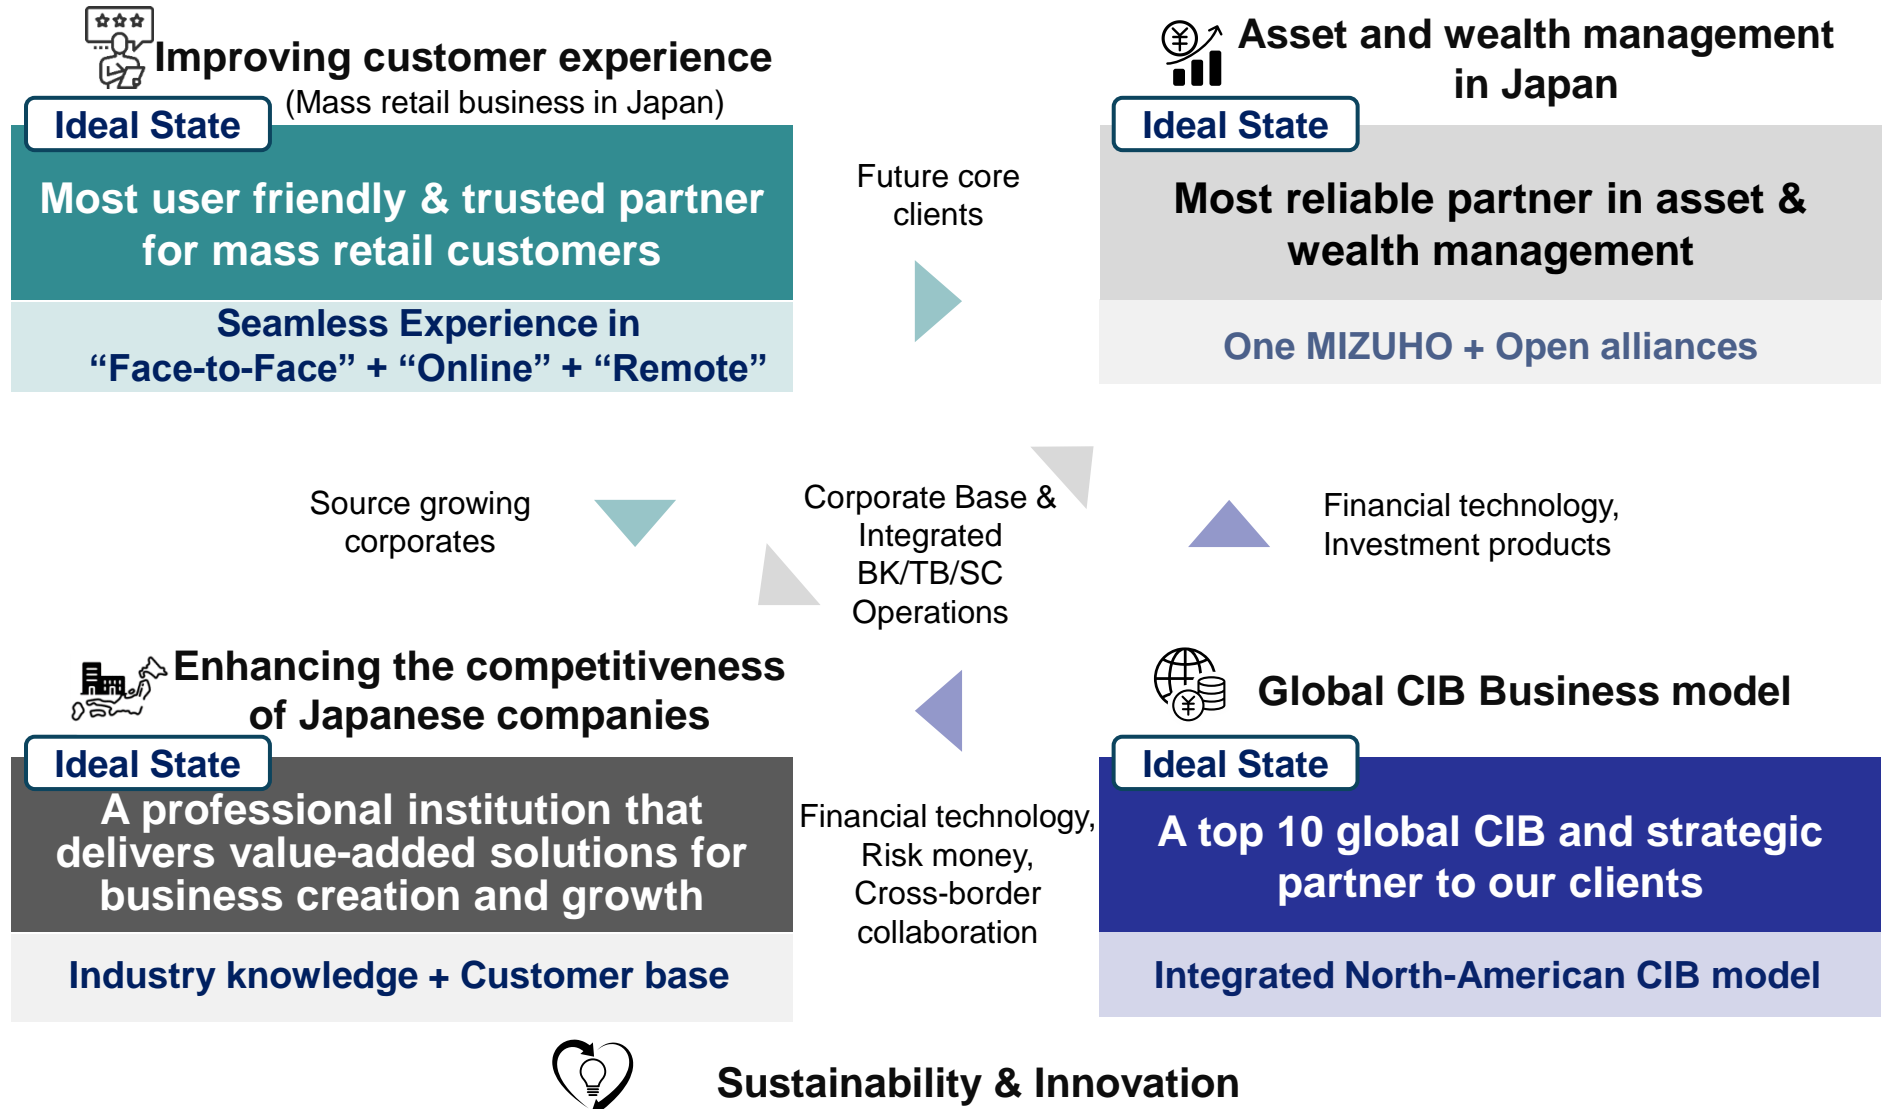 Improving customer experience
(Mass retail business in Japan)
Ideal State
Most user friendly & trusted partner
for mass retail customers
Seamless Experience in
“Face-to-Face” + “Online” + “Remote”
Future core
clients
Asset and wealth management
in Japan
Ideal State
Most reliable partner in asset &
wealth management
One MIZUHO + Open alliances
Source growing
corporates
Corporate Base &
Integrated
BK/TB/SC
Operations
Financial technology,
Investment products
Enhancing the competitiveness
of Japanese companies
Ideal State
A professional institution that
delivers value-added solutions for
business creation and growth
Industry knowledge + Customer base
Financial technology,
Risk money,
Cross-border
collaboration
Global CIB Business model
Ideal State
A top 10 global CIB and strategic
partner to our clients
Integrated North-American CIB model
Sustainability & Innovation